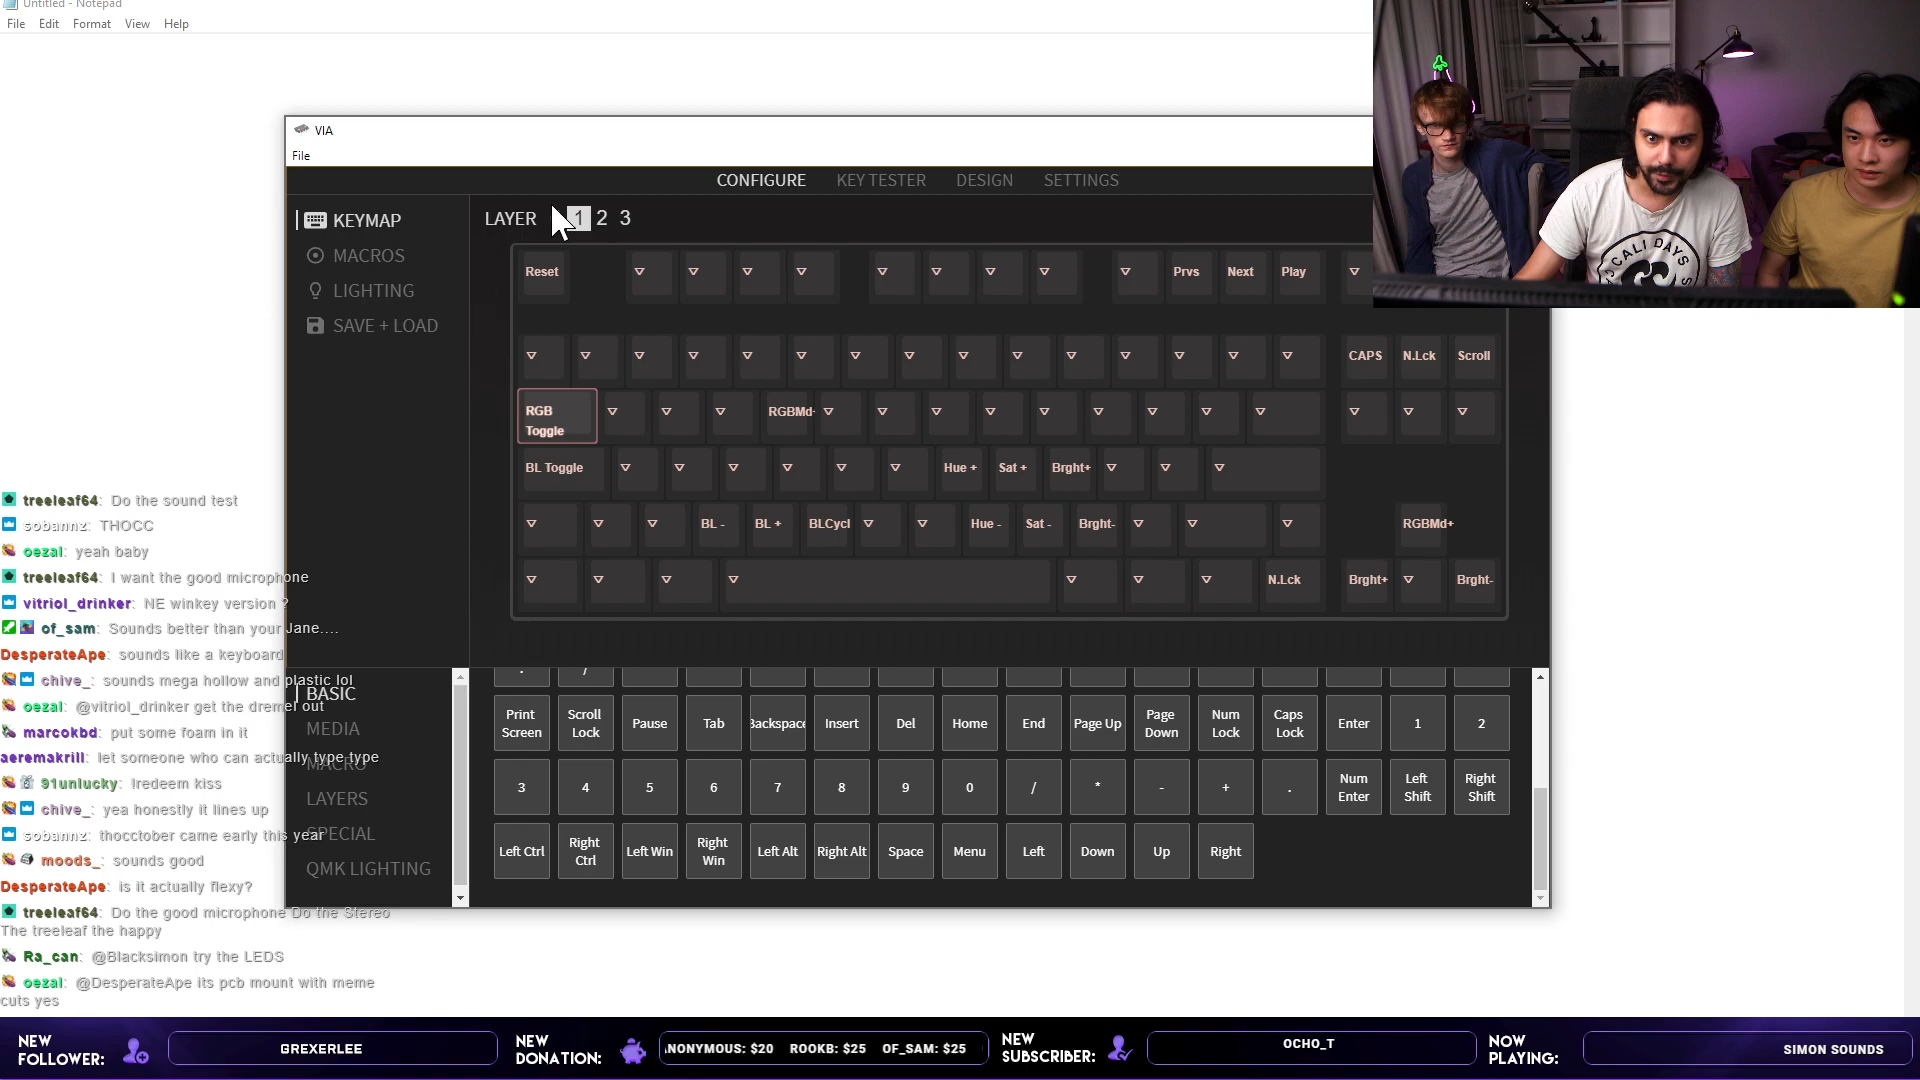 Untitled - Notepad
File Edit Format View Help
VIA
File
CONFIGURE KEY TESTER DESIGN SETTINGS
KEYMAP
MACROS
LIGHTING
SAVE + LOAD
LAYER 1 2 3
Reset Prvs Next Play
CAPS N.Lck Scroll
RGB Toggle RGBMd-
BL Toggle Hue + Sat + Brght+
BL - BL + BLCycl Hue - Sat - Brght- RGBMd+
N.Lck Brght+ Brght-
BASIC
MEDIA
MACRO
LAYERS
SPECIAL
QMK LIGHTING
. /
Print Screen Scroll Lock Pause Tab Backspace Insert Del Home End Page Up Page Down Num Lock Caps Lock Enter 1 2
3 4 5 6 7 8 9 0 / * - + . Num Enter Left Shift Right Shift
Left Ctrl Right Ctrl Left Win Right Win Left Alt Right Alt Space Menu Left Down Up Right
treeleaf64: Do the sound test
sobannz: THOCC
oezal: yeah baby
treeleaf64: I want the good microphone
vitriol_drinker: NE winkey version ?
of_sam: Sounds better than your Jane....
DesperateApe: sounds like a keyboard
chive_: sounds mega hollow and plastic lol
oezal: @vitriol_drinker get the dremel out
marcokbd: put some foam in it
aeremakrill: let someone who can actually type type
91unlucky: !redeem kiss
chive_: yea honestly it lines up
sobannz: thocctober came early this year
moods_: sounds good
DesperateApe: is it actually flexy?
treeleaf64: Do the good microphone Do the Stereo
The treeleaf the happy
Ra_can: @Blacksimon try the LEDS
oezal: @DesperateApe its pcb mount with meme
cuts yes
CALI DAYS
NEW FOLLOWER: GREXERLEE
NEW DONATION: ANONYMOUS: $20 ROOKB: $25 OF_SAM: $25
NEW SUBSCRIBER: OCHO_T
NOW PLAYING: SIMON SOUNDS